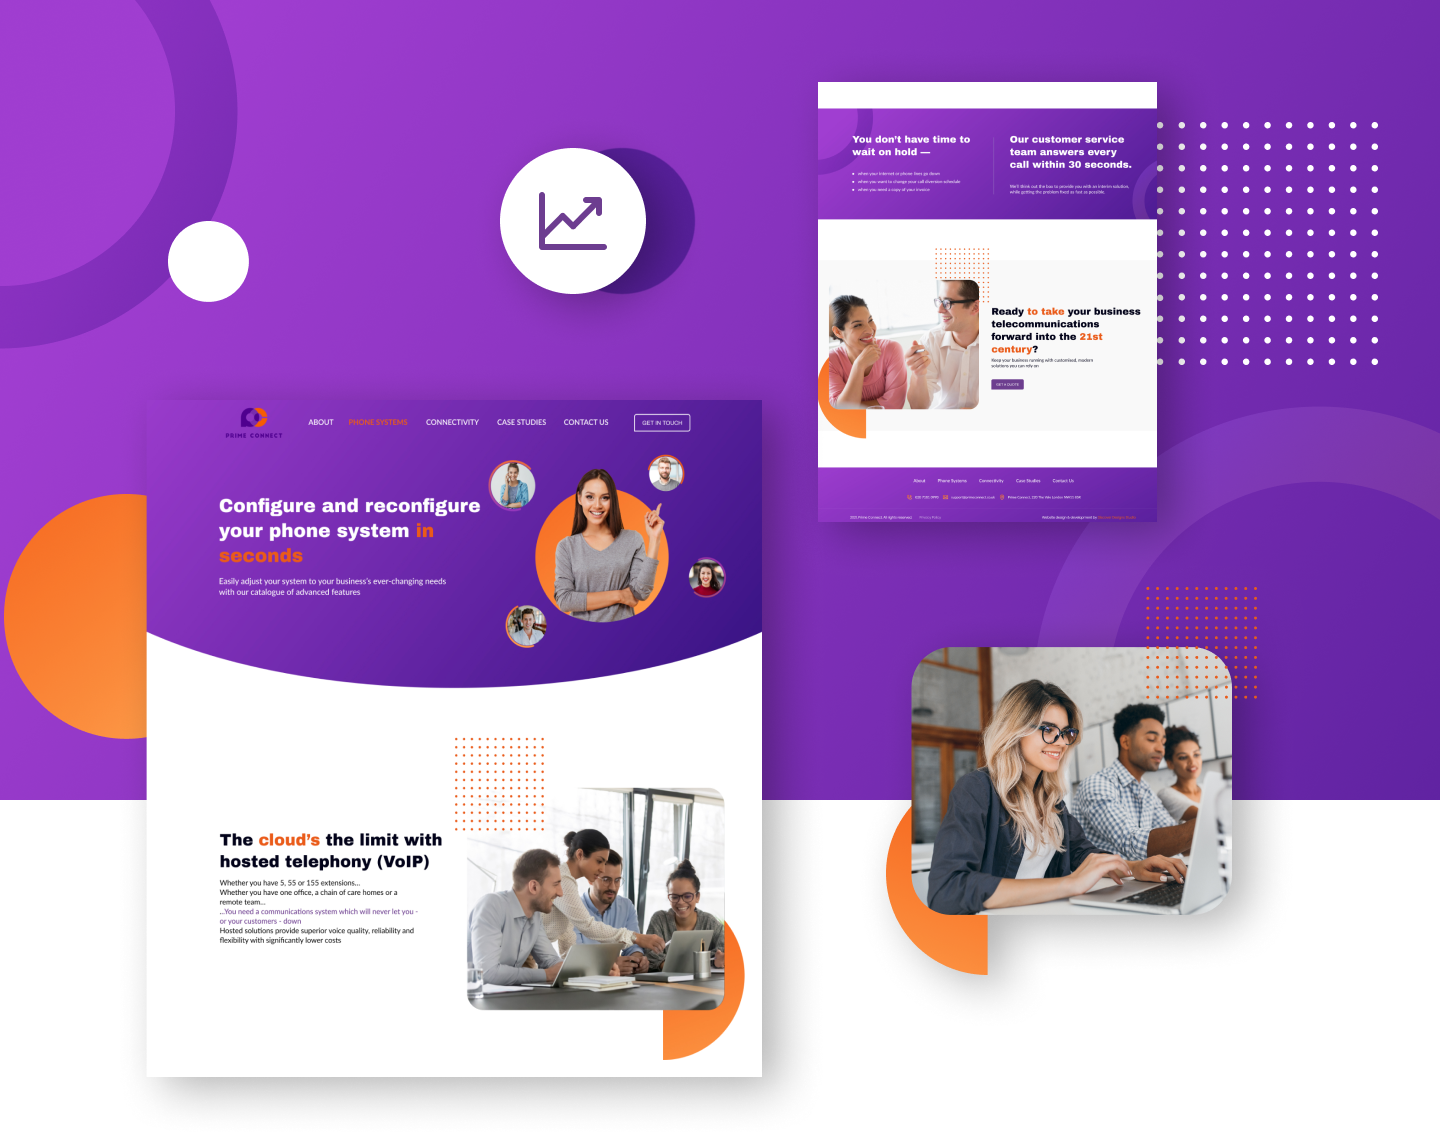 You don't have time to
wait on hold —
when your internet or phone lines go down
when you want to change your call diversion schedule
when you need a copy of your invoice
Our customer service
team answers every
call within 30 seconds.
We'll think out the box to provide you with an interim solution,
while getting the problem fixed as fast as possible.
Ready to take your business
telecommunications
forward into the 21st
century?
Keep your business running with customised, modern
solutions you can rely on
GET A QUOTE
About Phone Systems Connectivity Case Studies Contact Us
Privacy Policy
PRIME CONNECT
ABOUT PHONE SYSTEMS CONNECTIVITY CASE STUDIES CONTACT US GET IN TOUCH
Configure and reconfigure
your phone system in
seconds
Easily adjust your system to your business's ever-changing needs
with our catalogue of advanced features
The cloud's the limit with
hosted telephony (VoIP)
Whether you have 5, 55 or 155 extensions...
Whether you have one office, a chain of care homes or a
remote team...
...You need a communications system which will never let you -
or your customers - down
Hosted solutions provide superior voice quality, reliability and
flexibility with significantly lower costs